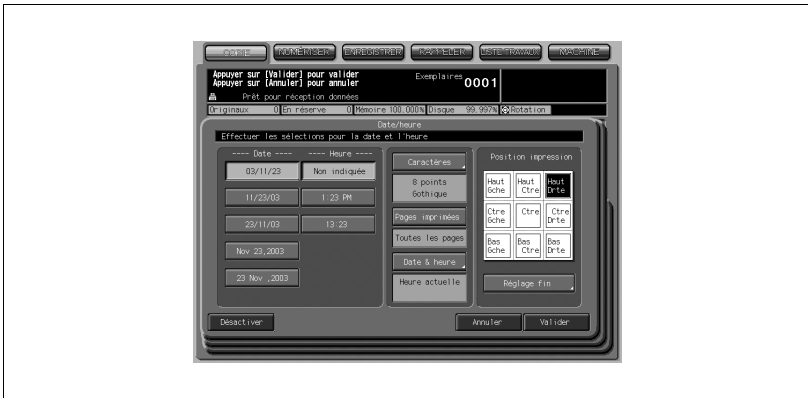 COPIE NUMÉRISER ENREGISTRER RAPPELER LISTE TRAVAUX MACHINE
Appuyer sur [Valider] pour valider
Appuyer sur [Annuler] pour annuler
Exemplaires 0001
Prêt pour réception données
Originaux 0 En réserve 0 Mémoire 100.000% Disque 99.997% Rotation
Date/heure
Effectuer les sélections pour la date et l'heure
---- Date ----
03/11/23
11/23/03
23/11/03
Nov 23,2003
23 Nov ,2003
---- Heure ----
Non indiquée
1:23 PM
13:23
Caractères
8 points
Gothique
Pages imprimées
Toutes les pages
Date & heure
Heure actuelle
Position impression
Haut Gche
Haut Ctre
Haut Drte
Ctre Gche
Ctre
Ctre Drte
Bas Gche
Bas Ctre
Bas Drte
Réglage fin
Désactiver
Annuler
Valider